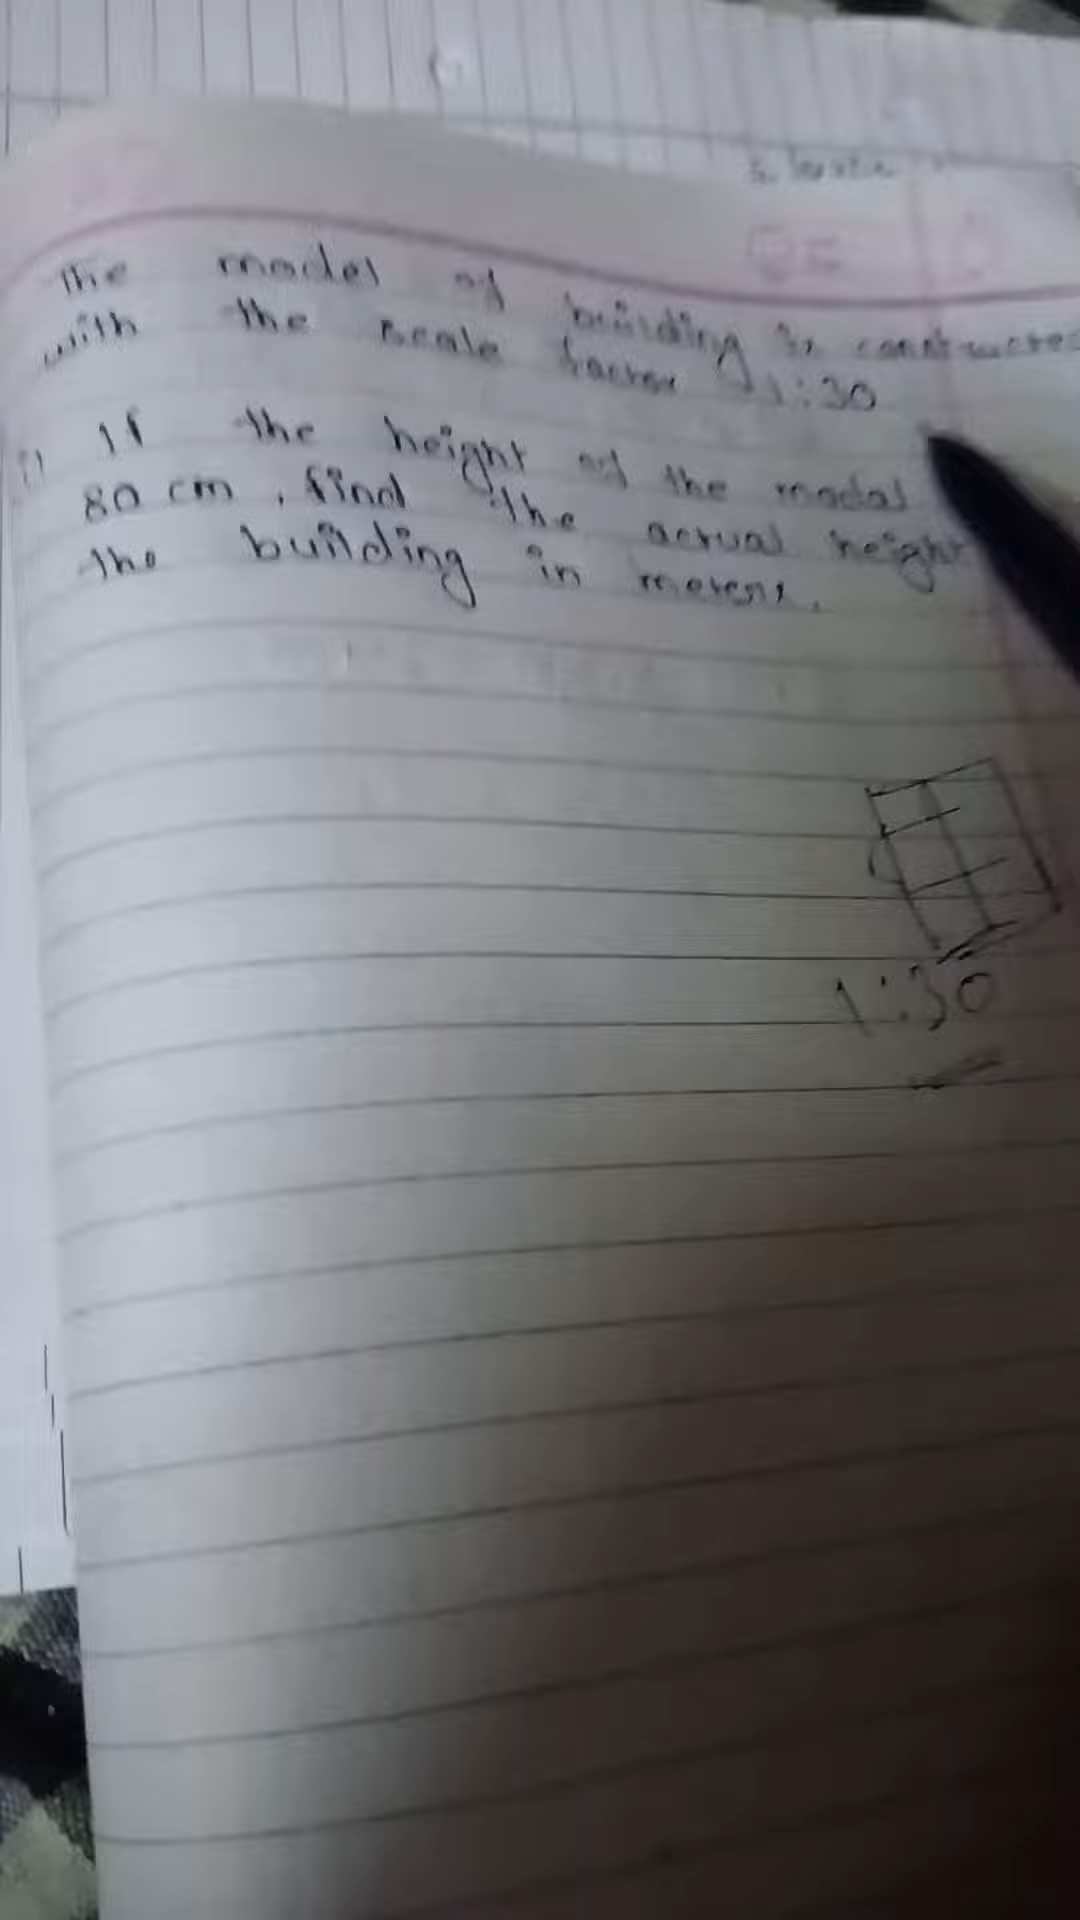 The model of building is constructed
with the scale factor 1:30
i) If the height of the modal
80 cm, find the actual height
the building in meters.
1:30